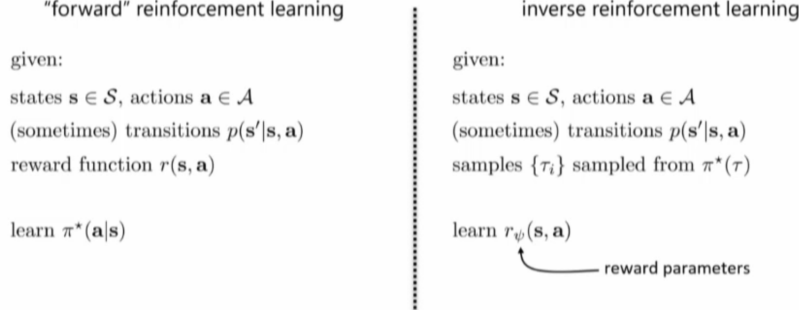 "forward" reinforcement learning
given:
states s ∈ 𝒮, actions a ∈ 𝒜
(sometimes) transitions p(s′|s, a)
reward function r(s, a)
learn π⋆(a|s)
inverse reinforcement learning
given:
states s ∈ 𝒮, actions a ∈ 𝒜
(sometimes) transitions p(s′|s, a)
samples {τᵢ} sampled from π⋆(τ)
learn r_ψ(s, a)
reward parameters